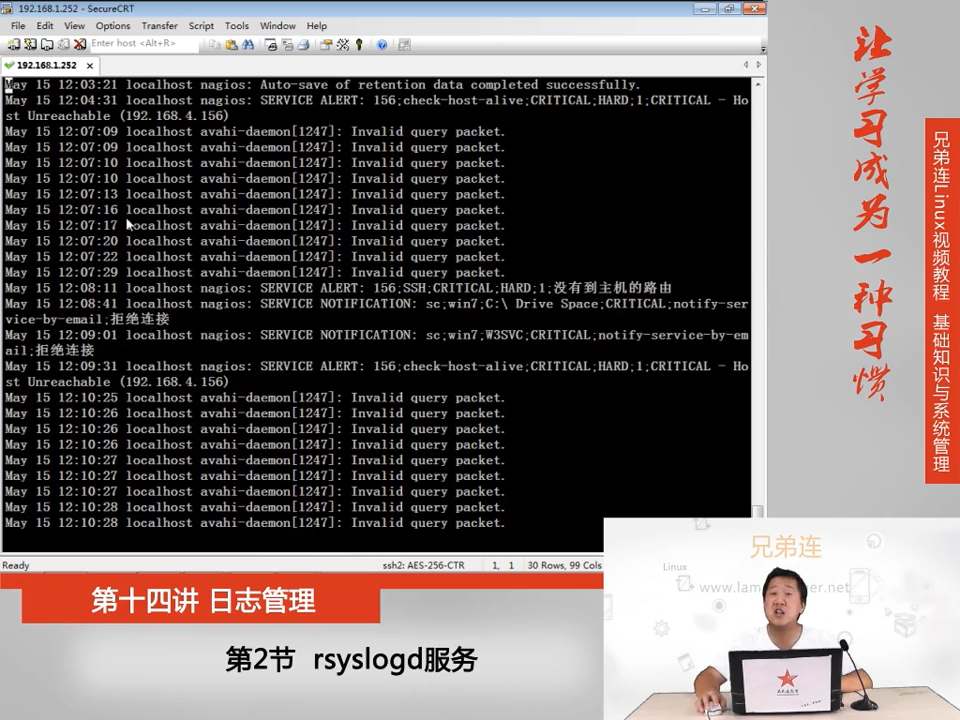 192.168.1.252 - SecureCRT
File Edit View Options Transfer Script Tools Window Help
Enter host <Alt+R>
192.168.1.252
May 15 12:03:21 localhost nagios: Auto-save of retention data completed successfully.
May 15 12:04:31 localhost nagios: SERVICE ALERT: 156;check-host-alive;CRITICAL;HARD;1;CRITICAL - Ho
st Unreachable (192.168.4.156)
May 15 12:07:09 localhost avahi-daemon[1247]: Invalid query packet.
May 15 12:07:09 localhost avahi-daemon[1247]: Invalid query packet.
May 15 12:07:10 localhost avahi-daemon[1247]: Invalid query packet.
May 15 12:07:10 localhost avahi-daemon[1247]: Invalid query packet.
May 15 12:07:13 localhost avahi-daemon[1247]: Invalid query packet.
May 15 12:07:16 localhost avahi-daemon[1247]: Invalid query packet.
May 15 12:07:17 localhost avahi-daemon[1247]: Invalid query packet.
May 15 12:07:20 localhost avahi-daemon[1247]: Invalid query packet.
May 15 12:07:22 localhost avahi-daemon[1247]: Invalid query packet.
May 15 12:07:29 localhost avahi-daemon[1247]: Invalid query packet.
May 15 12:08:11 localhost nagios: SERVICE ALERT: 156;SSH;CRITICAL;HARD;1;没有到主机的路由
May 15 12:08:41 localhost nagios: SERVICE NOTIFICATION: sc;win7;C:\ Drive Space;CRITICAL;notify-ser
vice-by-email;拒绝连接
May 15 12:09:01 localhost nagios: SERVICE NOTIFICATION: sc;win7;W3SVC;CRITICAL;notify-service-by-em
ail;拒绝连接
May 15 12:09:31 localhost nagios: SERVICE ALERT: 156;check-host-alive;CRITICAL;HARD;1;CRITICAL - Ho
st Unreachable (192.168.4.156)
May 15 12:10:25 localhost avahi-daemon[1247]: Invalid query packet.
May 15 12:10:26 localhost avahi-daemon[1247]: Invalid query packet.
May 15 12:10:26 localhost avahi-daemon[1247]: Invalid query packet.
May 15 12:10:26 localhost avahi-daemon[1247]: Invalid query packet.
May 15 12:10:27 localhost avahi-daemon[1247]: Invalid query packet.
May 15 12:10:27 localhost avahi-daemon[1247]: Invalid query packet.
May 15 12:10:27 localhost avahi-daemon[1247]: Invalid query packet.
May 15 12:10:28 localhost avahi-daemon[1247]: Invalid query packet.
May 15 12:10:28 localhost avahi-daemon[1247]: Invalid query packet.
Ready ssh2: AES-256-CTR 1, 1 30 Rows, 99 Cols
让学习成为一种习惯
兄弟连Linux视频教程 基础知识与系统管理
第十四讲 日志管理
第2节 rsyslogd服务
兄弟连
Linux